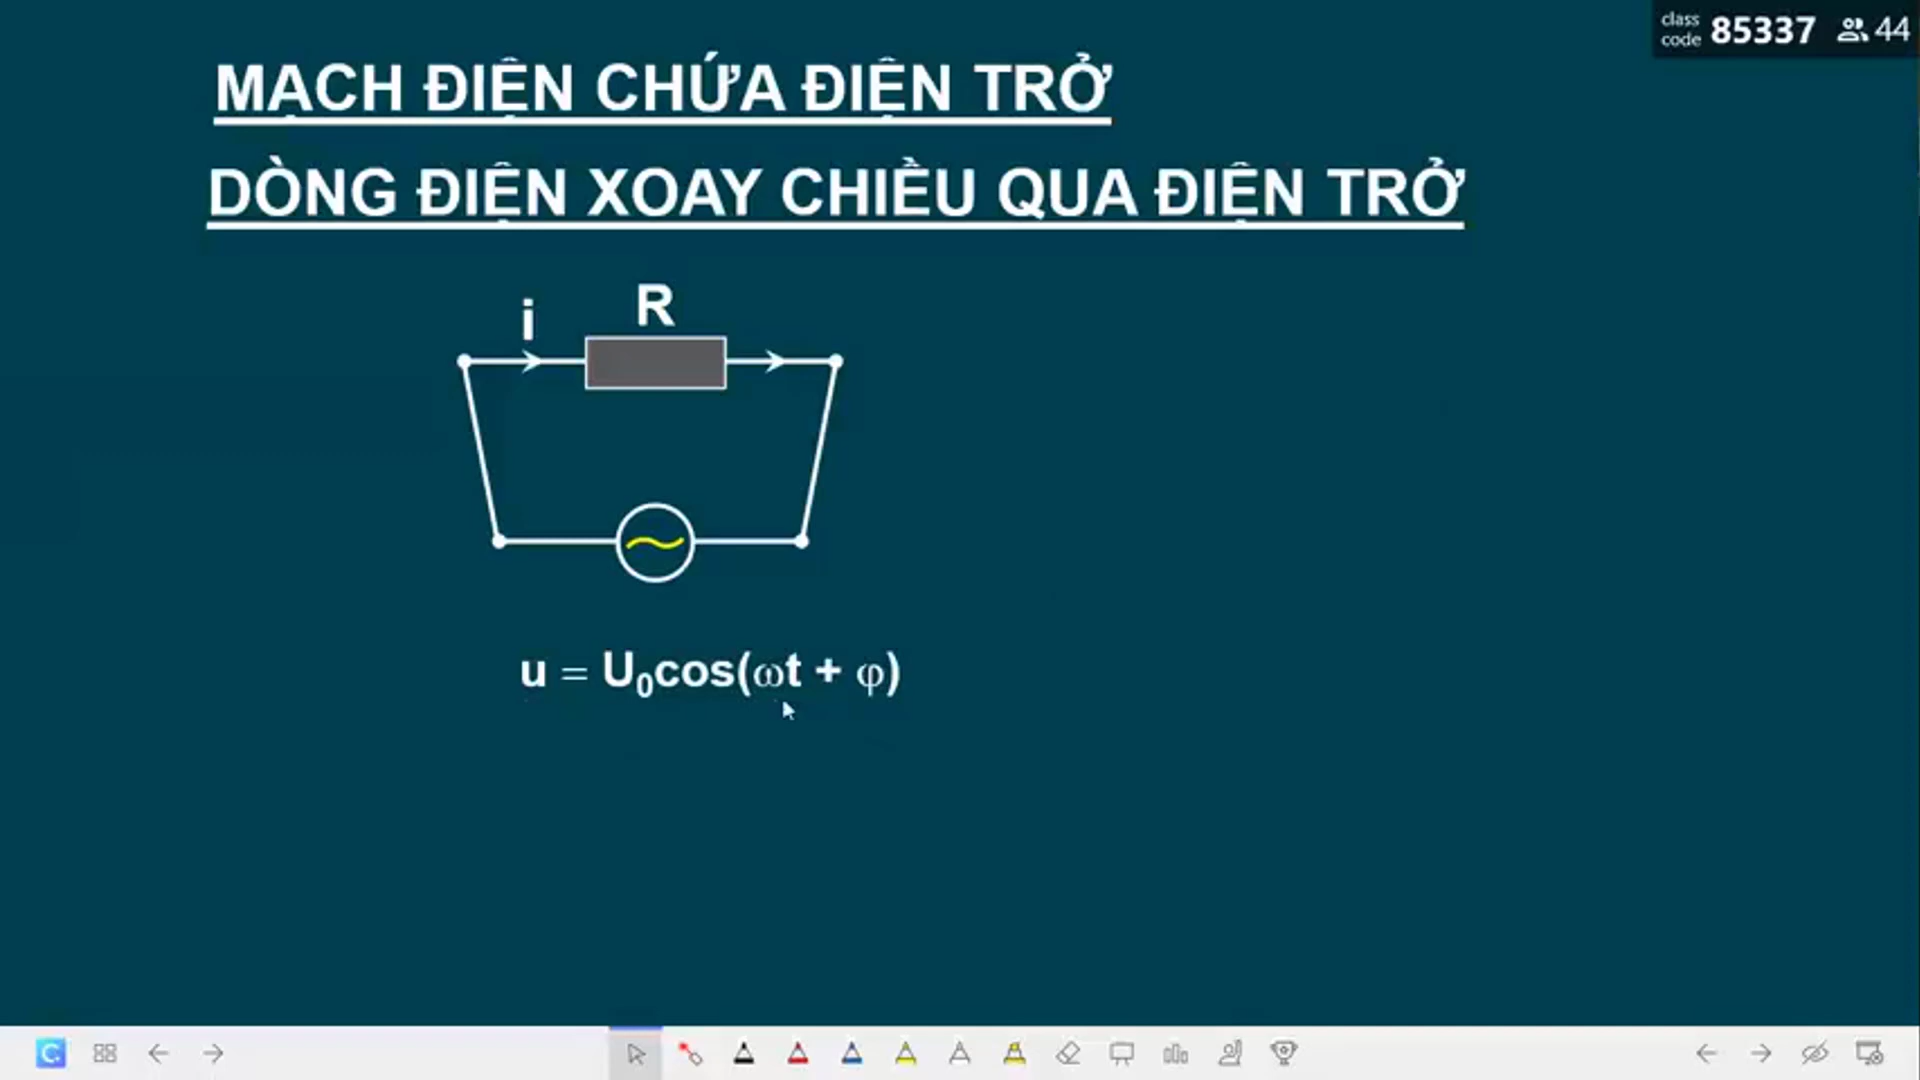 class code 85337 44
MẠCH ĐIỆN CHỨA ĐIỆN TRỞ
DÒNG ĐIỆN XOAY CHIỀU QUA ĐIỆN TRỞ
i R
u = U₀cos(ωt + φ)